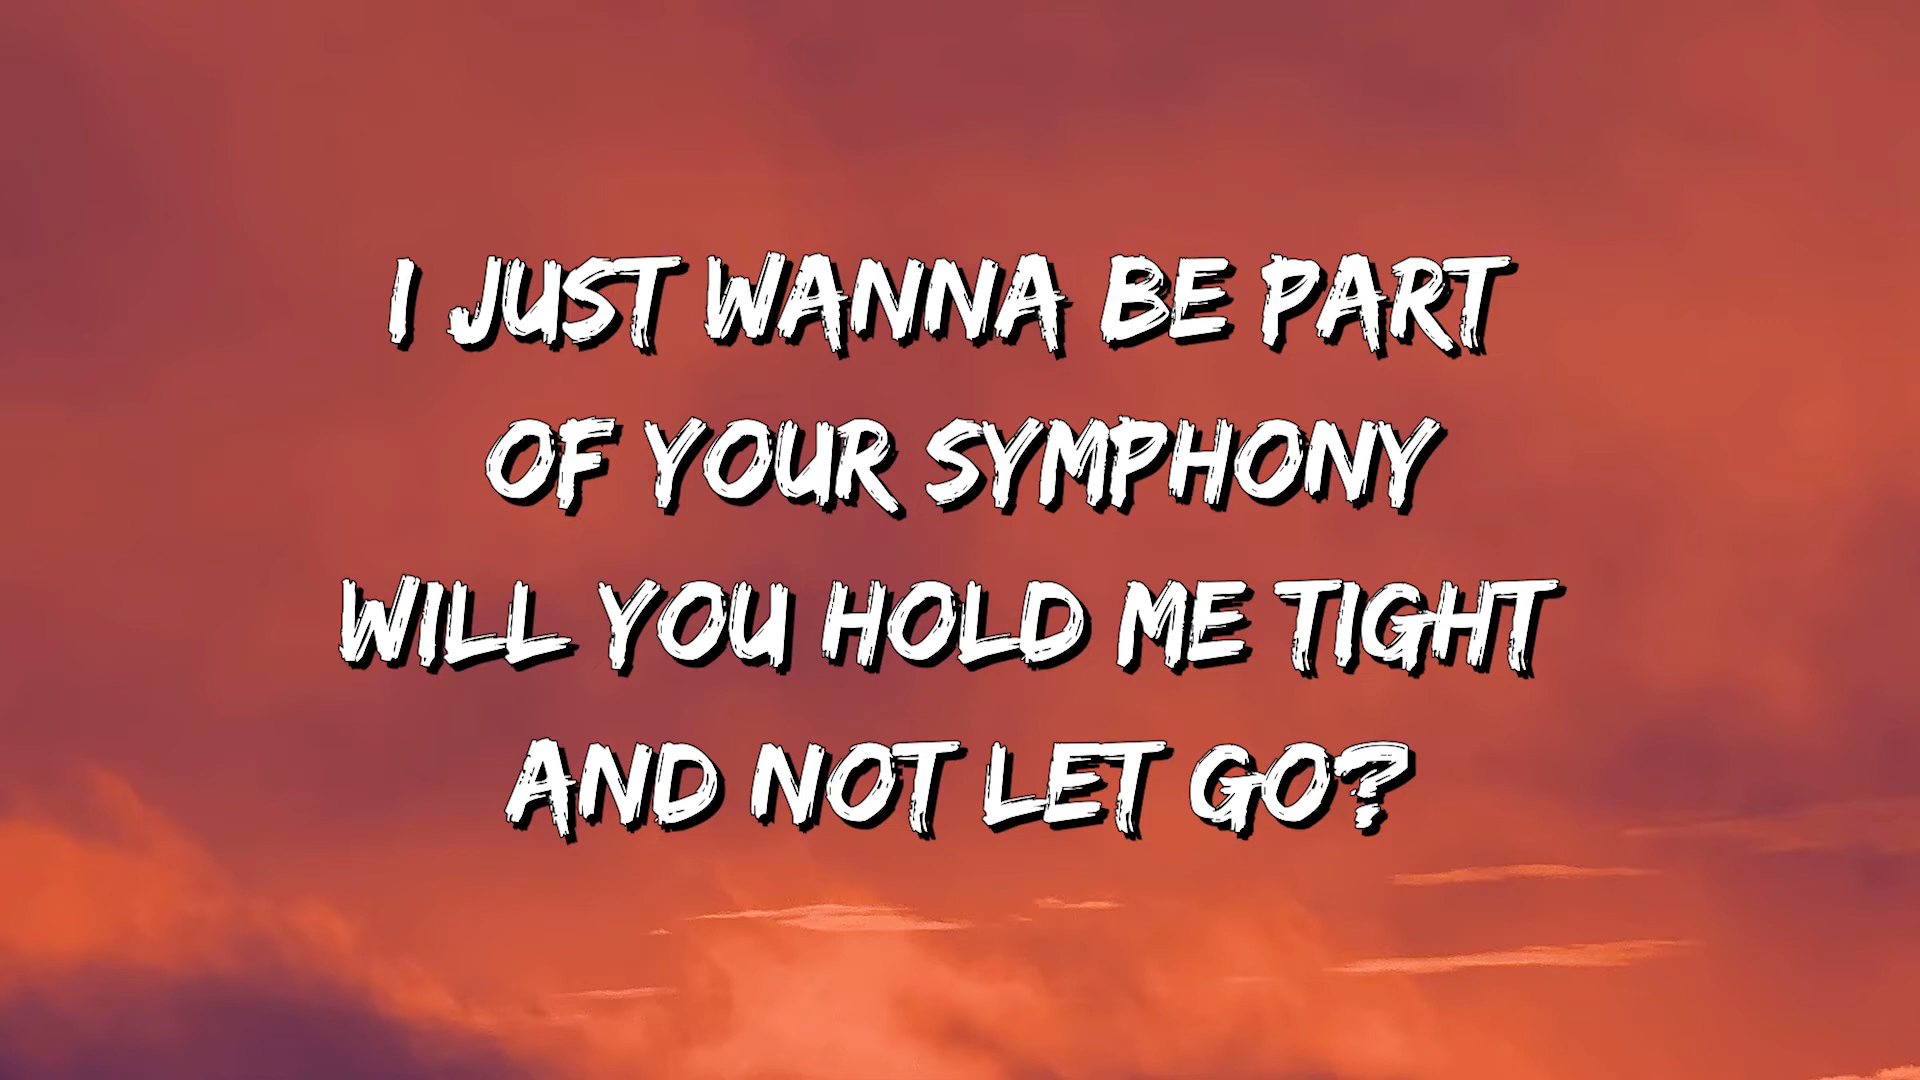 I JUST WANNA BE PART
OF YOUR SYMPHONY
WILL YOU HOLD ME TIGHT
AND NOT LET GO?